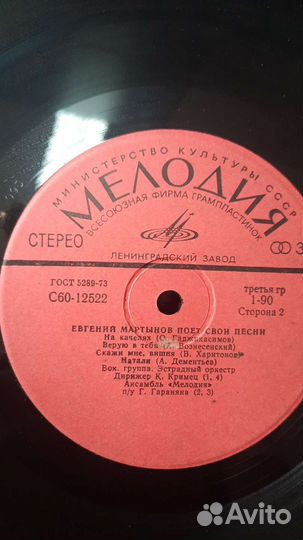 МИНИСТЕРСТВО КУЛЬТУРЫ СССР
МЕЛОДИЯ
ВСЕСОЮЗНАЯ ФИРМА ГРАМПЛАСТИНОК
СТЕРЕО
3
ЛЕНИНГРАДСКИЙ ЗАВОД
ГОСТ 5289-73
С60-12522
третья гр
1-90
Сторона 2
ЕВГЕНИЙ МАРТЫНОВ ПОЕТ СВОИ ПЕСНИ
На качелях (О. Гаджикасимов)
Верую в тебя Вознесенский)
Скажи мне, вишня (В. Харитонов)
Натали (А. Дементьев)
Вок. группа. Эстрадный оркестр
Дирижер К. Кримец (1, 4)
Ансамбль «Мелодия»
п/у Г. Гараняна (2, 3)
Avito